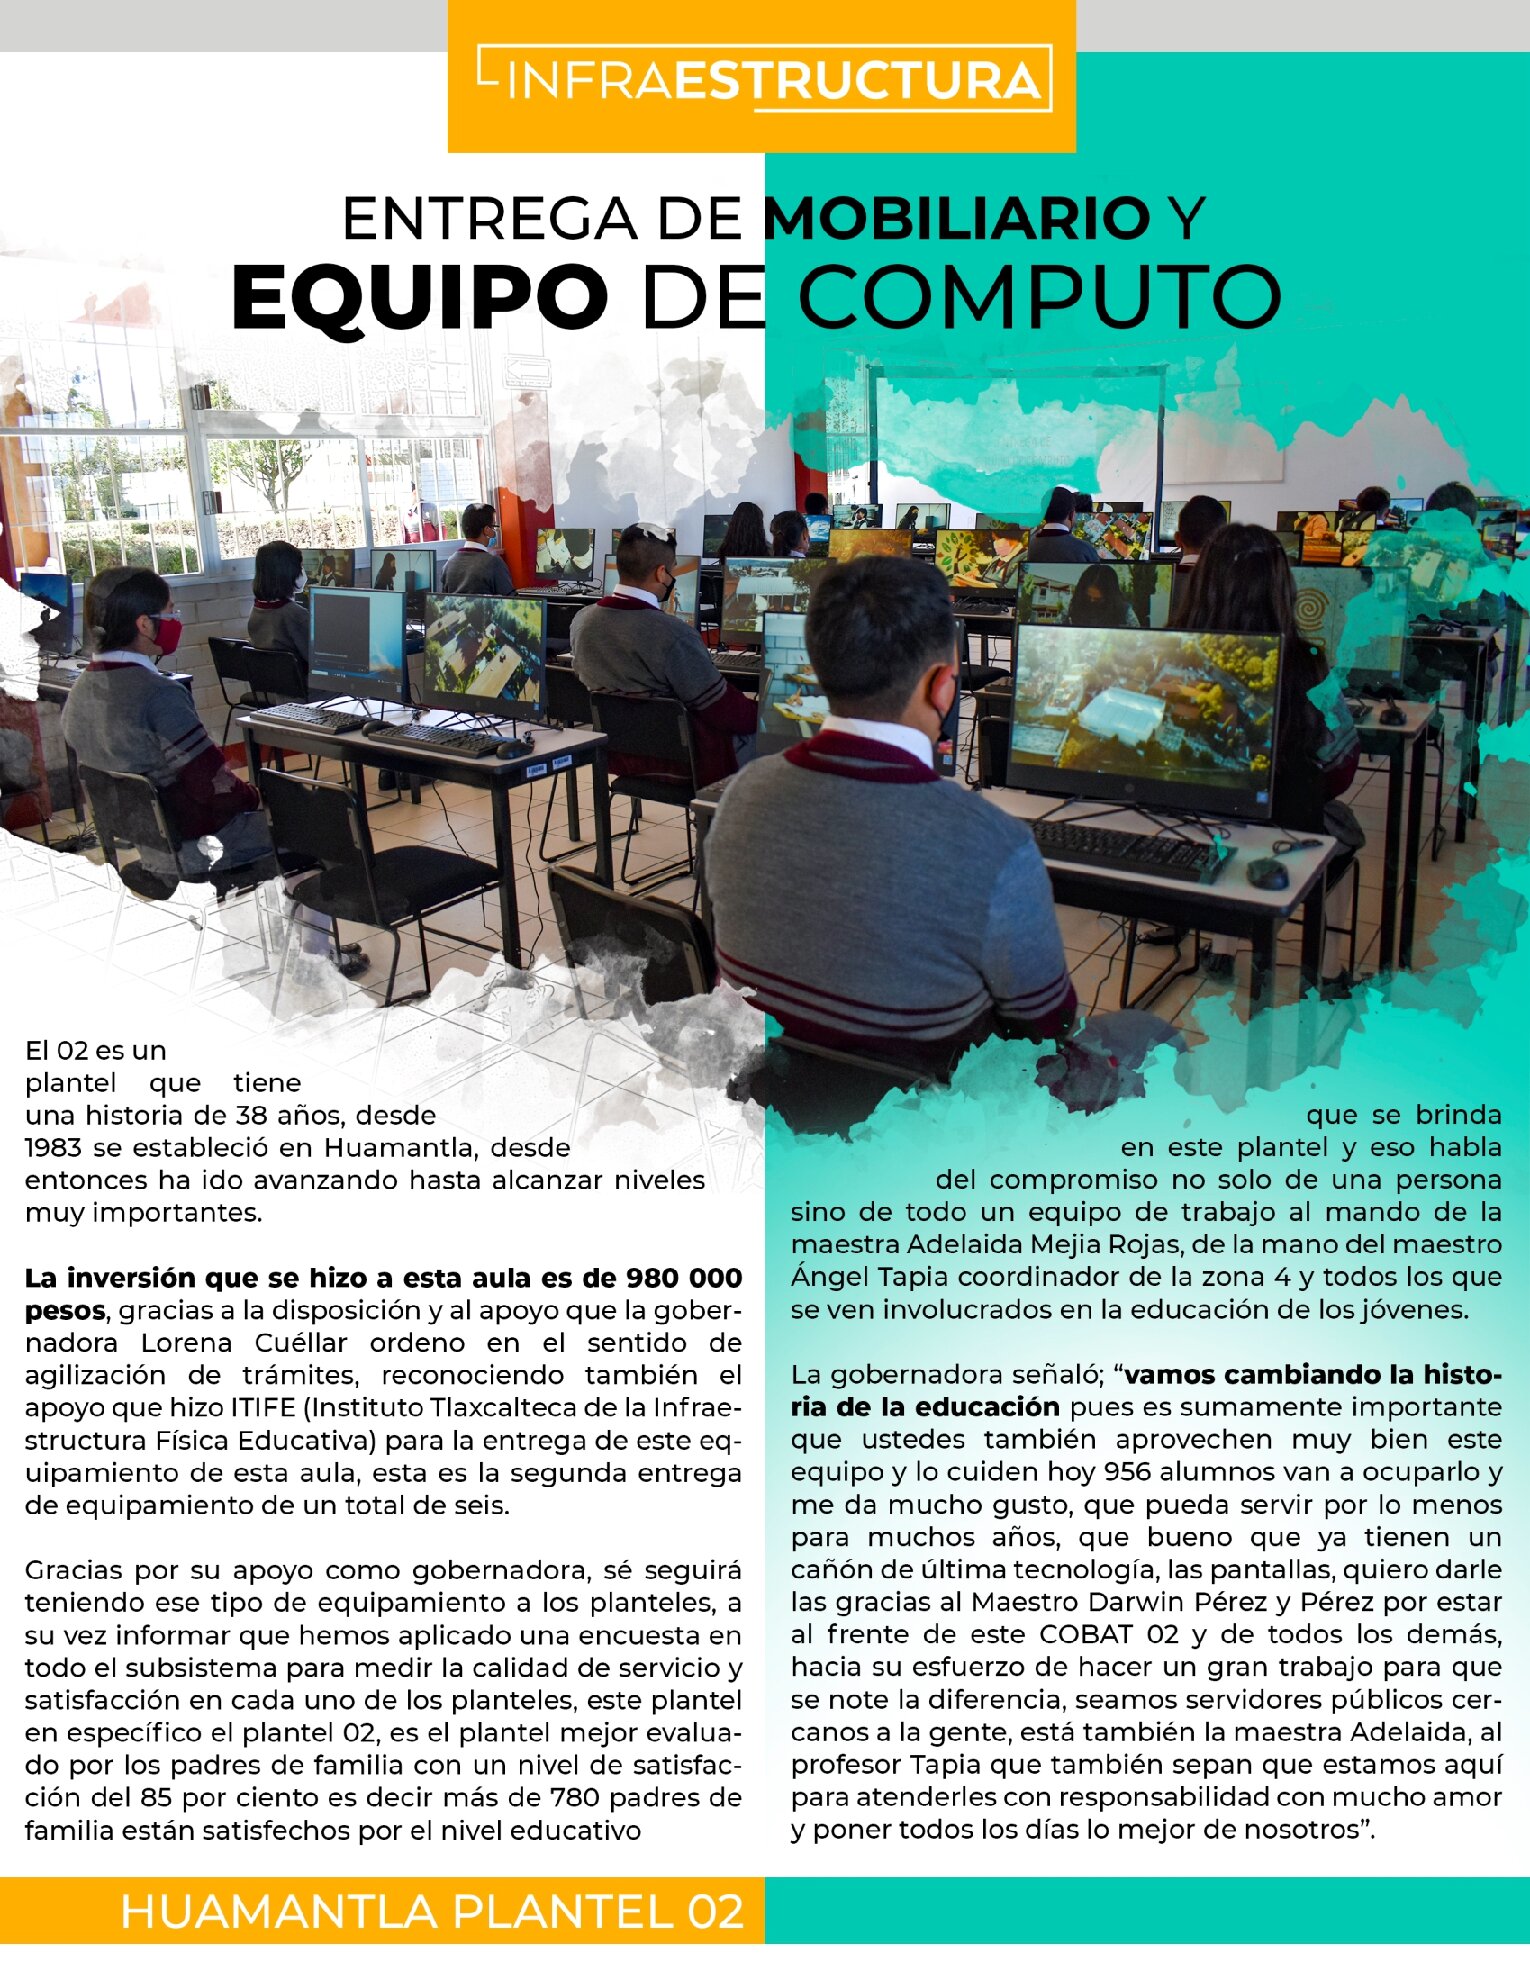 INFRAESTRUCTURA
ENTREGA DE MOBILIARIO Y
EQUIPO DE COMPUTO
El 02 es un
plantel que tiene
una historia de 38 años, desde
1983 se estableció en Huamantla, desde
entonces ha ido avanzando hasta alcanzar niveles
muy importantes.
La inversión que se hizo a esta aula es de 980 000
pesos, gracias a la disposición y al apoyo que la gober-
nadora Lorena Cuéllar ordeno en el sentido de
agilización de trámites, reconociendo también el
apoyo que hizo ITIFE (Instituto Tlaxcalteca de la Infrae-
structura Física Educativa) para la entrega de este eq-
uipamiento de esta aula, esta es la segunda entrega
de equipamiento de un total de seis.
Gracias por su apoyo como gobernadora, sé seguirá
teniendo ese tipo de equipamiento a los planteles, a
su vez informar que hemos aplicado una encuesta en
todo el subsistema para medir la calidad de servicio y
satisfacción en cada uno de los planteles, este plantel
en específico el plantel 02, es el plantel mejor evalua-
do por los padres de familia con un nivel de satisfac-
ción del 85 por ciento es decir más de 780 padres de
familia están satisfechos por el nivel educativo
que se brinda
en este plantel y eso habla
del compromiso no solo de una persona
sino de todo un equipo de trabajo al mando de la
maestra Adelaida Mejia Rojas, de la mano del maestro
Ángel Tapia coordinador de la zona 4 y todos los que
se ven involucrados en la educación de los jóvenes.
La gobernadora señaló; “vamos cambiando la histo-
ria de la educación pues es sumamente importante
que ustedes también aprovechen muy bien este
equipo y lo cuiden hoy 956 alumnos van a ocuparlo y
me da mucho gusto, que pueda servir por lo menos
para muchos años, que bueno que ya tienen un
cañón de última tecnología, las pantallas, quiero darle
las gracias al Maestro Darwin Pérez y Pérez por estar
al frente de este COBAT 02 y de todos los demás,
hacia su esfuerzo de hacer un gran trabajo para que
se note la diferencia, seamos servidores públicos cer-
canos a la gente, está también la maestra Adelaida, al
profesor Tapia que también sepan que estamos aquí
para atenderles con responsabilidad con mucho amor
y poner todos los días lo mejor de nosotros”.
HUAMANTLA PLANTEL 02